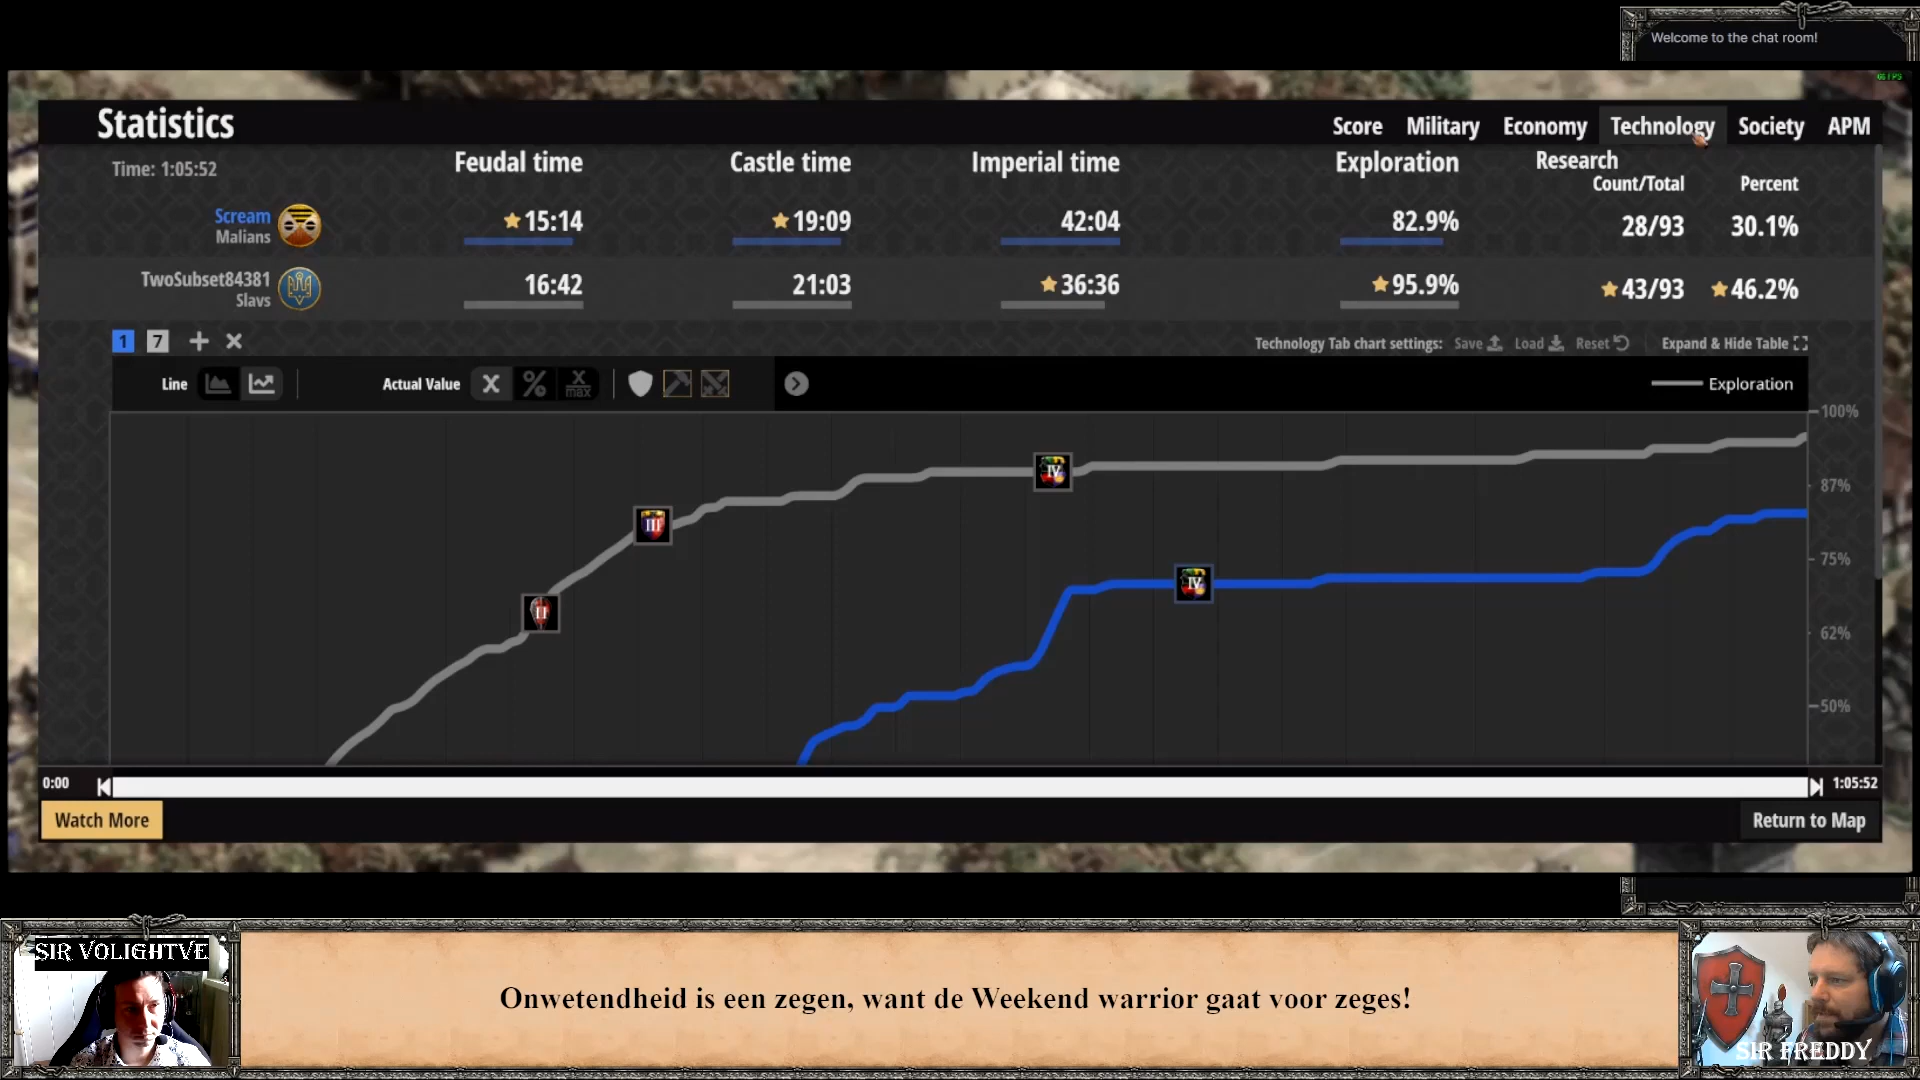 Welcome to the chat room!
Statistics
Score Military Economy Technology Society APM
Time: 1:05:52
Feudal time Castle time Imperial time Exploration Research
Count/Total Percent
Scream
Malians
15:14 19:09 42:04 82.9% 28/93 30.1%
TwoSubset84381
Slavs
16:42 21:03 36:36 95.9% 43/93 46.2%
1 7
Technology Tab chart settings: Save Load Reset Expand & Hide Table
Line Actual Value X % X max
Exploration
100%
87%
75%
62%
50%
II
III
IV
IV
0:00 1:05:52
Watch More Return to Map
SIR VOLIGHTVE
Onwetendheid is een zegen, want de Weekend warrior gaat voor zeges!
SIR FREDDY